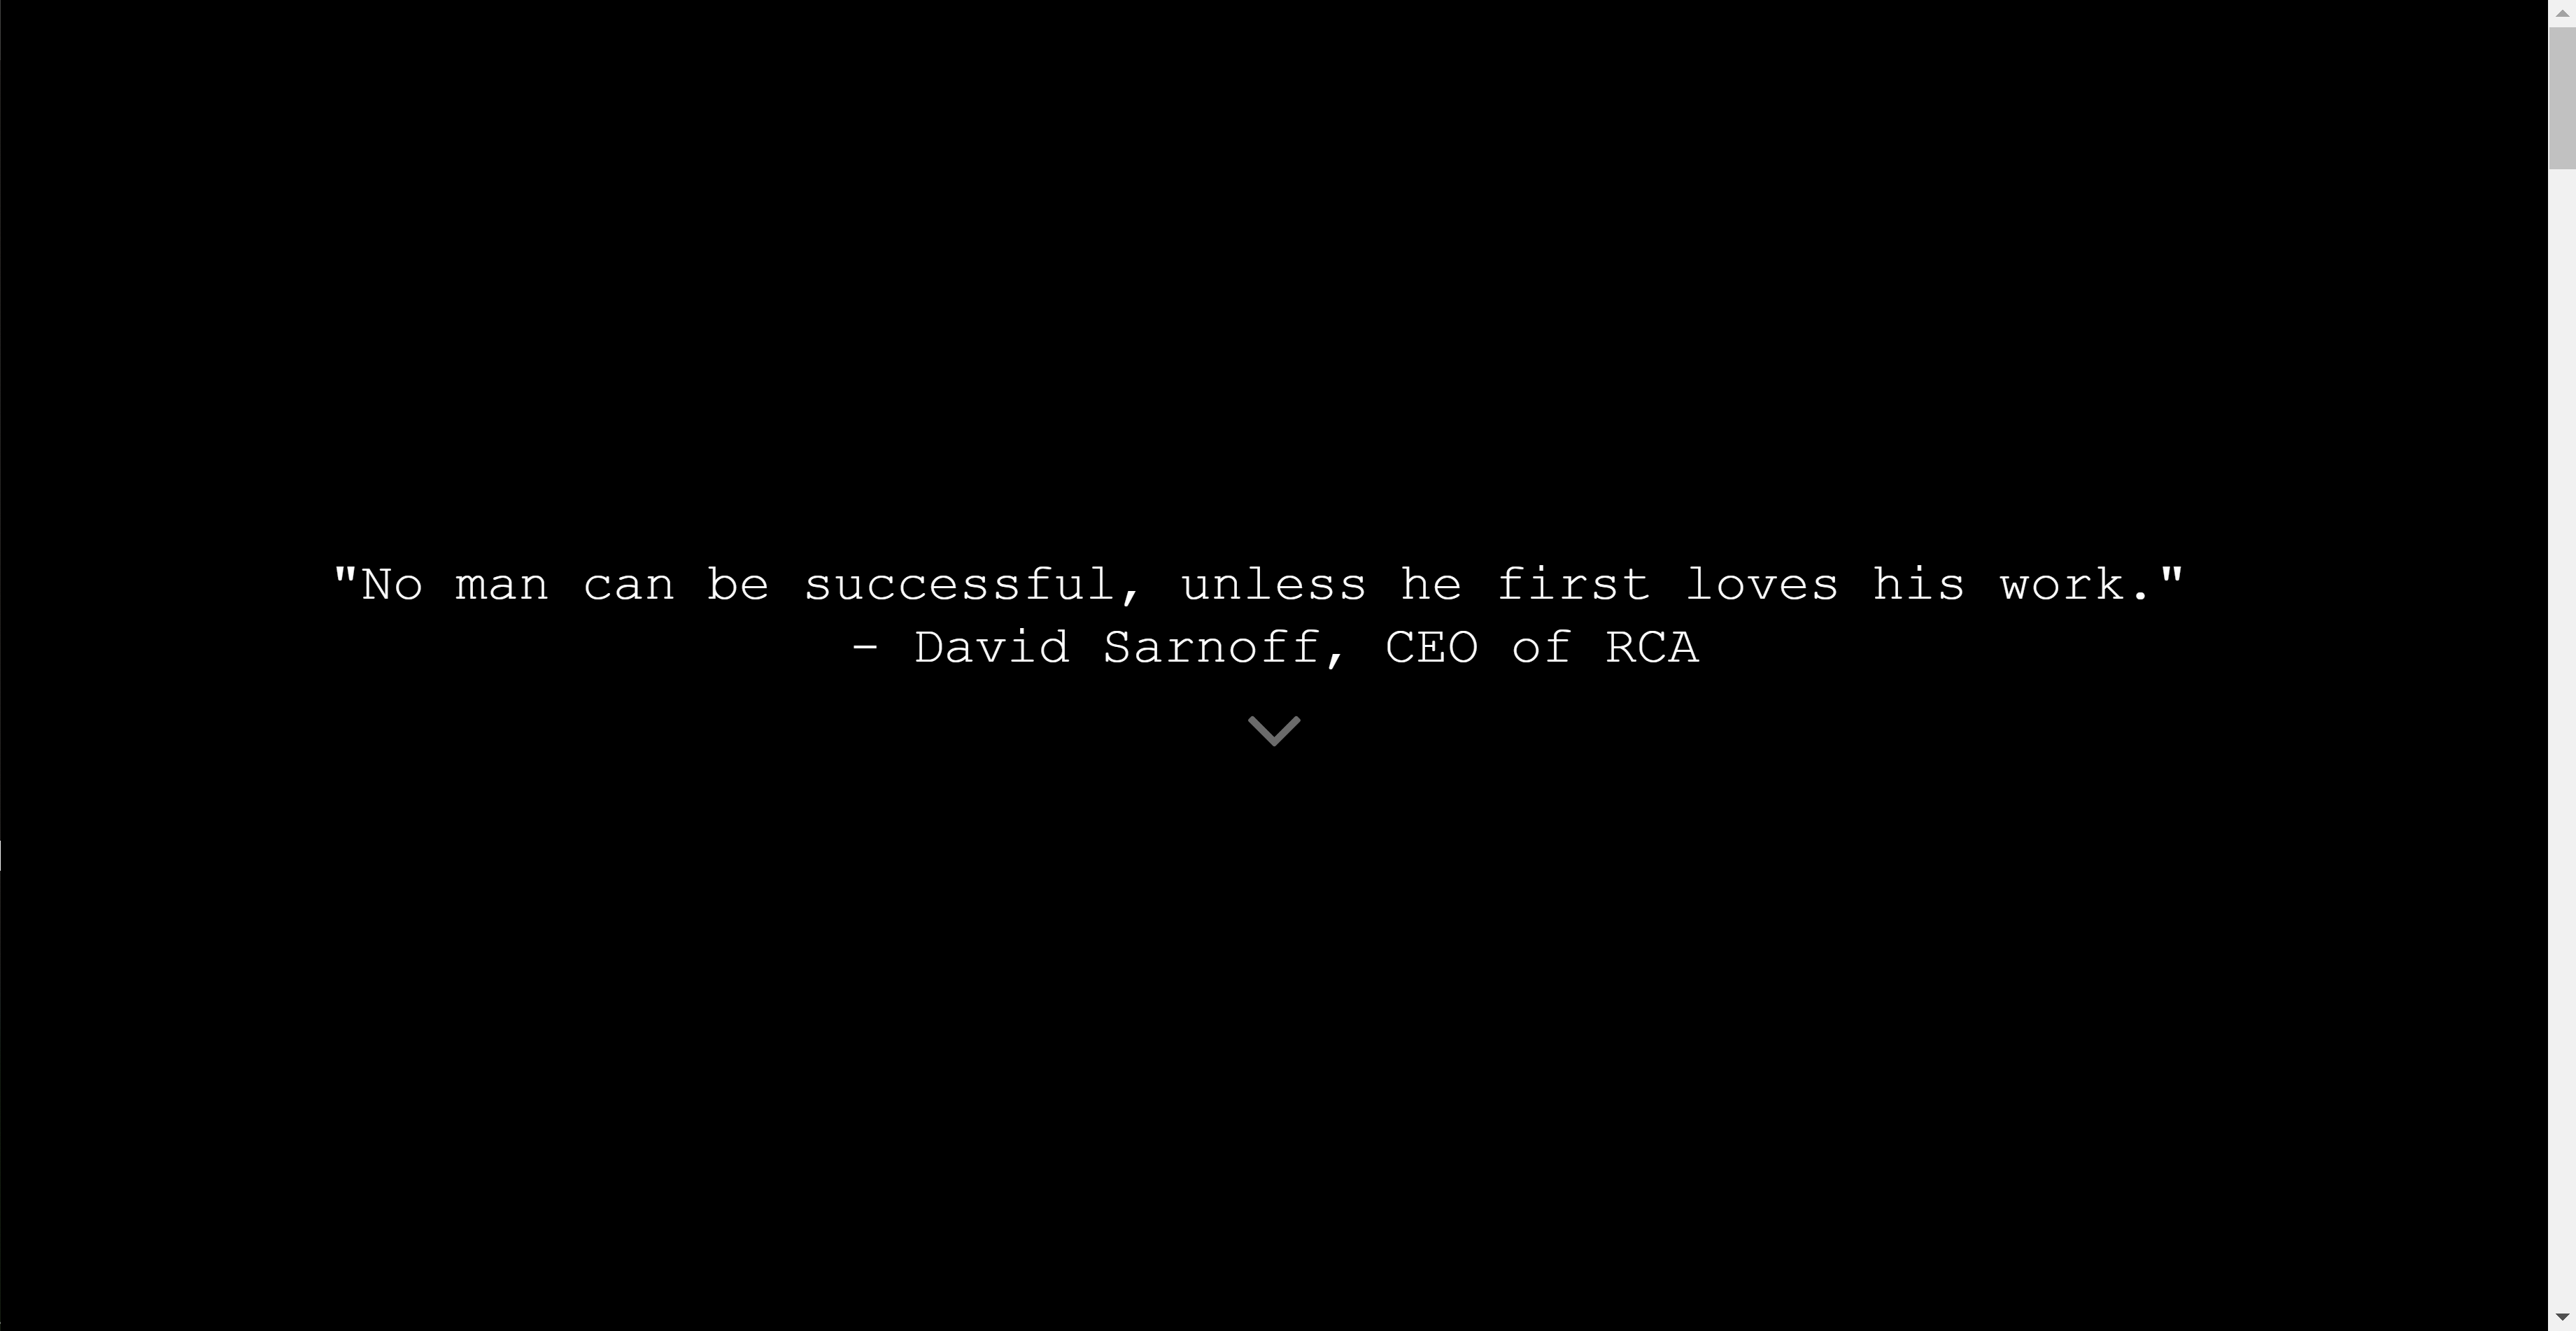 "No man can be successful, unless he first loves his work."
- David Sarnoff, CEO of RCA